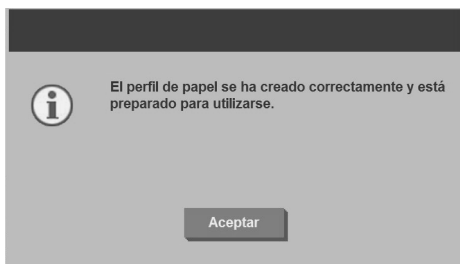 El perfil de papel se ha creado correctamente y está
preparado para utilizarse.
Aceptar